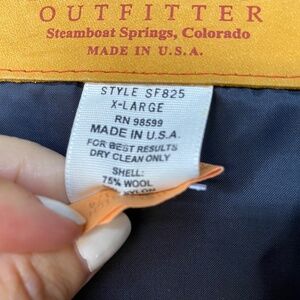 OUTFITTER
Steamboat Springs, Colorado
MADE IN U.S.A.
STYLE SF825
X-LARGE
RN 98599
MADE IN U.S.A.
FOR BEST RESULTS
DRY CLEAN ONLY
SHELL:
75% WOOL
NYLON